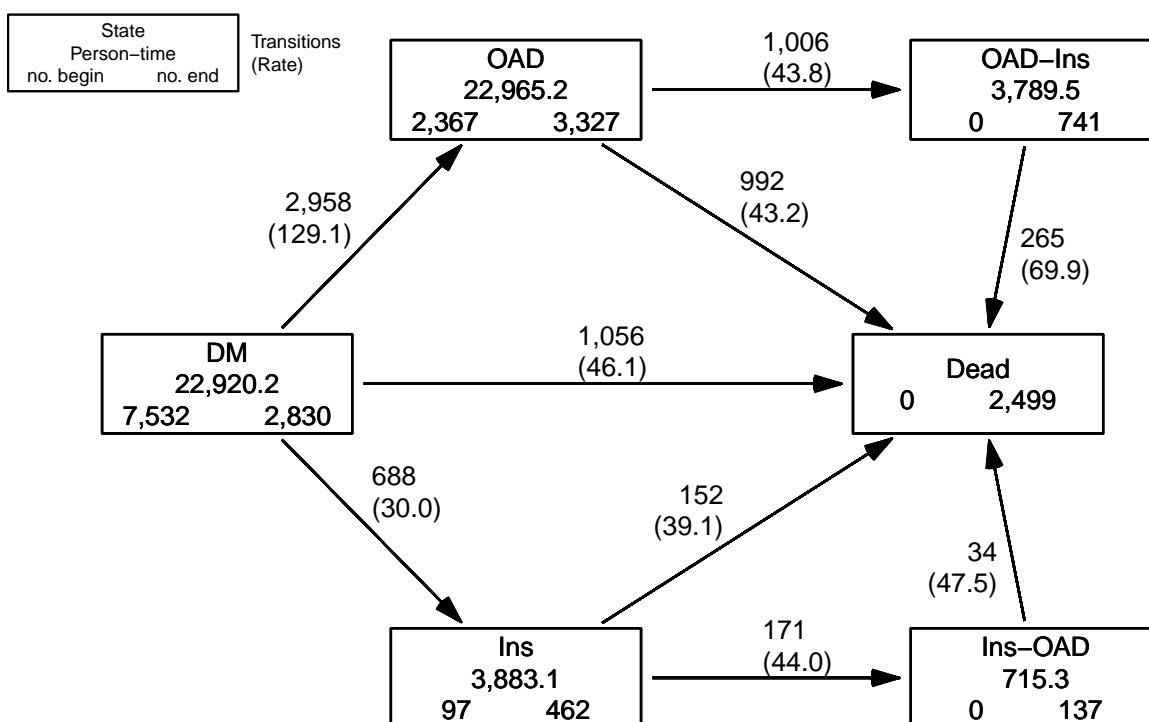 State
Person−time
no. begin no. end
Transitions
(Rate)
OAD
22,965.2
2,367 3,327
1,006
(43.8)
OAD−Ins
3,789.5
0 741
2,958
(129.1)
992
(43.2)
265
(69.9)
DM
22,920.2
7,532 2,830
1,056
(46.1)
Dead
0 2,499
688
(30.0)
152
(39.1)
34
(47.5)
Ins
3,883.1
97 462
171
(44.0)
Ins−OAD
715.3
0 137